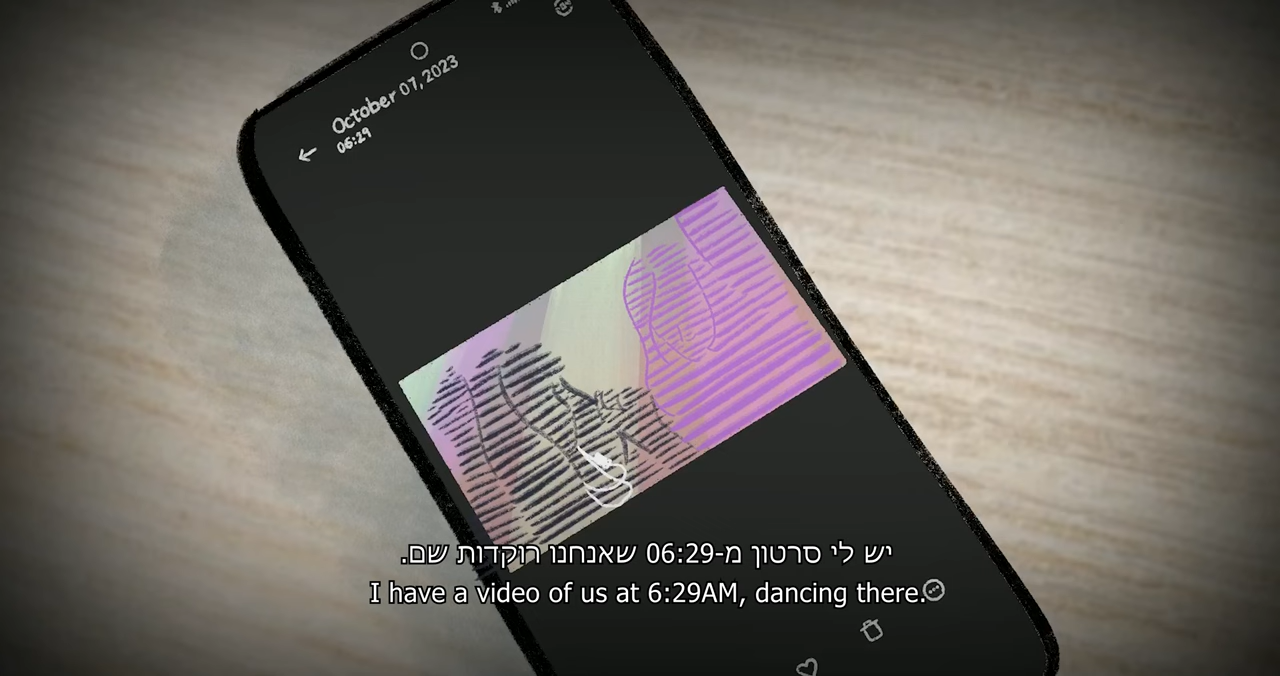 October 07, 2023
06:29
יש לי סרטון מ-06:29 שאנחנו רוקדות שם.
I have a video of us at 6:29AM, dancing there.